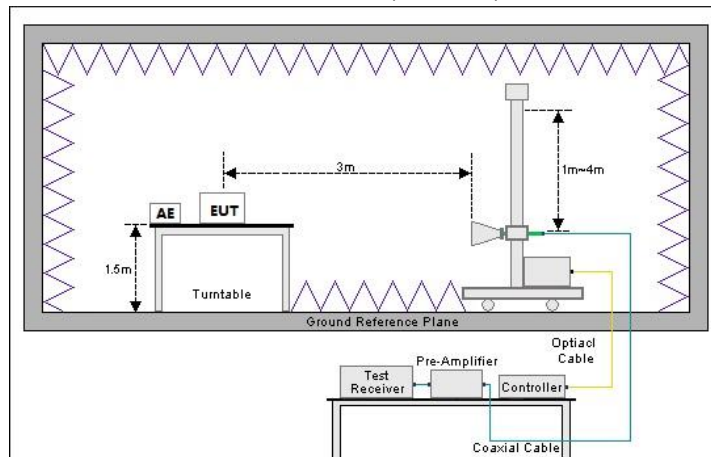 3m
1m~4m
AE
EUT
1.5m
Turntable
Ground Reference Plane
Optiacl
Cable
Pre-Amplifier
Test
Receiver
Controller
Coaxial Cable